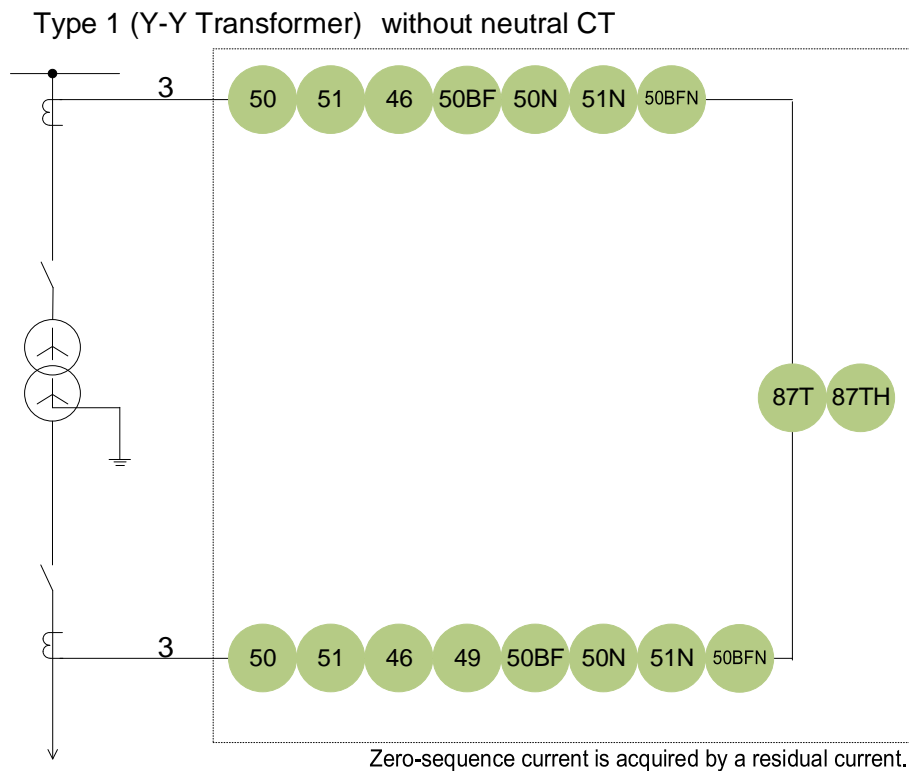 Type 1 (Y-Y Transformer) without neutral CT
3 50 51 46 50BF 50N 51N 50BFN
87T 87TH
3 50 51 46 49 50BF 50N 51N 50BFN
Zero-sequence current is acquired by a residual current.